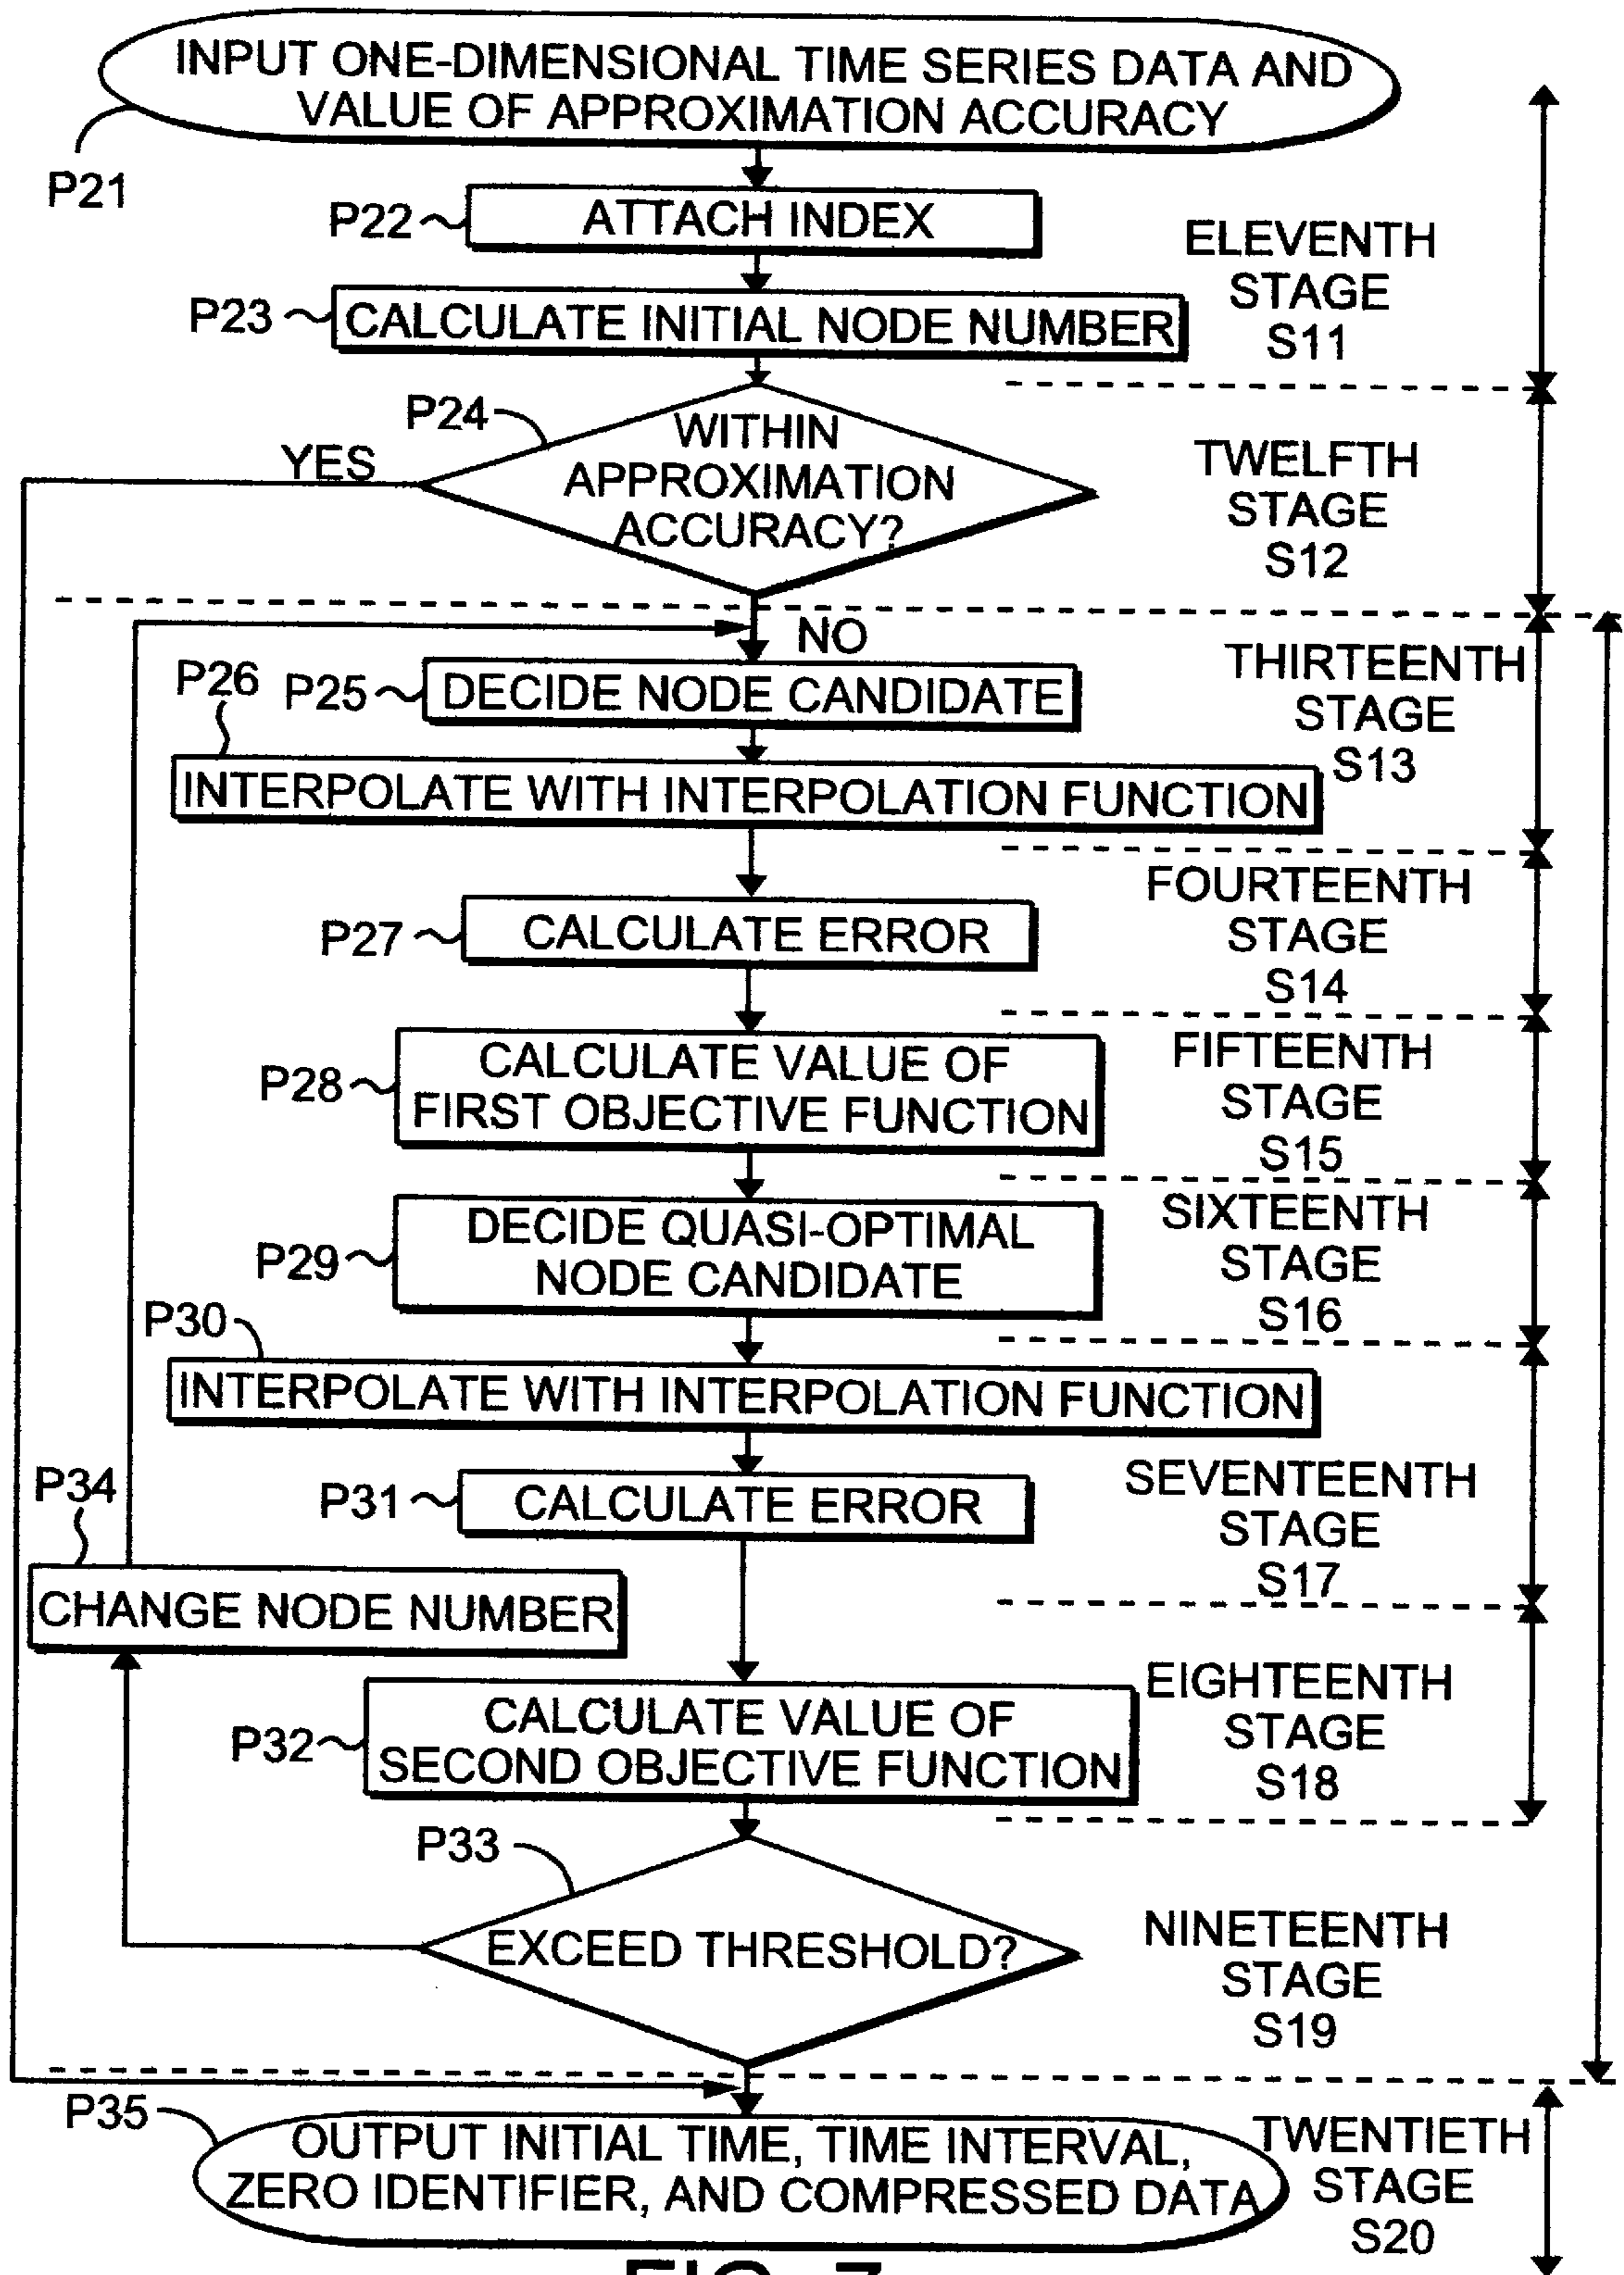 INPUT ONE-DIMENSIONAL TIME SERIES DATA AND
VALUE OF APPROXIMATION ACCURACY
P21
P22
ATTACH INDEX
ELEVENTH
STAGE
S11
P23
CALCULATE INITIAL NODE NUMBER
P24
YES
WITHIN
APPROXIMATION
ACCURACY?
TWELFTH
STAGE
S12
NO
P26
P25
DECIDE NODE CANDIDATE
THIRTEENTH
STAGE
S13
INTERPOLATE WITH INTERPOLATION FUNCTION
P27
CALCULATE ERROR
FOURTEENTH
STAGE
S14
P28
CALCULATE VALUE OF
FIRST OBJECTIVE FUNCTION
FIFTEENTH
STAGE
S15
P29
DECIDE QUASI-OPTIMAL
NODE CANDIDATE
SIXTEENTH
STAGE
S16
P30
INTERPOLATE WITH INTERPOLATION FUNCTION
P34
P31
CALCULATE ERROR
SEVENTEENTH
STAGE
S17
CHANGE NODE NUMBER
P32
CALCULATE VALUE OF
SECOND OBJECTIVE FUNCTION
EIGHTEENTH
STAGE
S18
P33
EXCEED THRESHOLD?
NINETEENTH
STAGE
S19
P35
OUTPUT INITIAL TIME, TIME INTERVAL,
ZERO IDENTIFIER, AND COMPRESSED DATA
TWENTIETH
STAGE
S20
FIG. 7